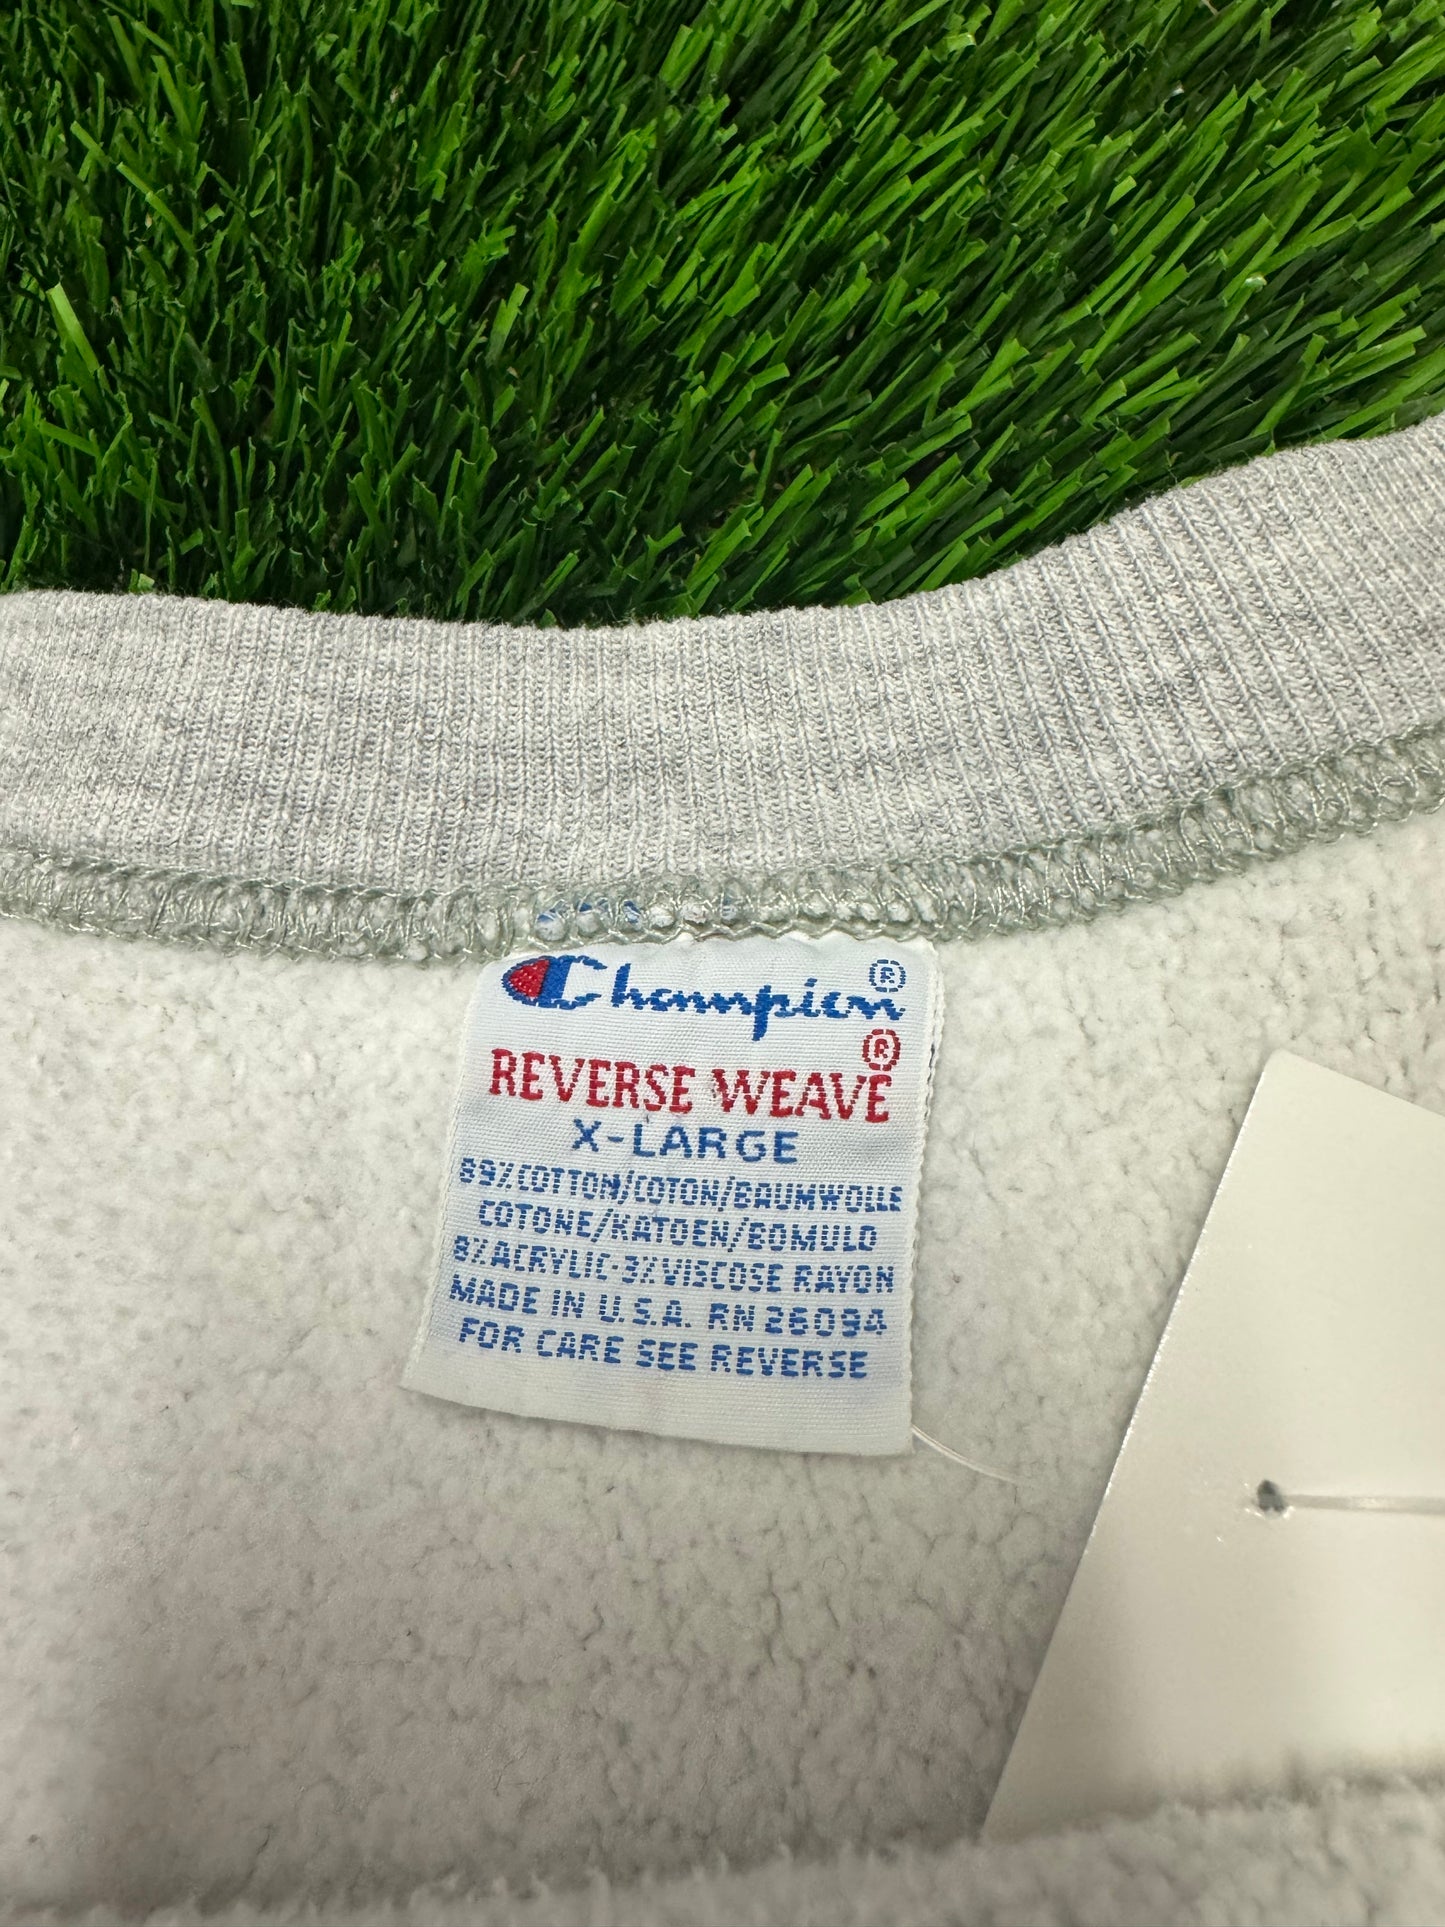 Champion®
REVERSE WEAVE®
X-LARGE
89% COTTON/COTON/BAUMWOLLE
COTONE/KATOEN/BOMULD
8% ACRYLIC-3% VISCOSE RAYON
MADE IN U.S.A. RN 26094
FOR CARE SEE REVERSE